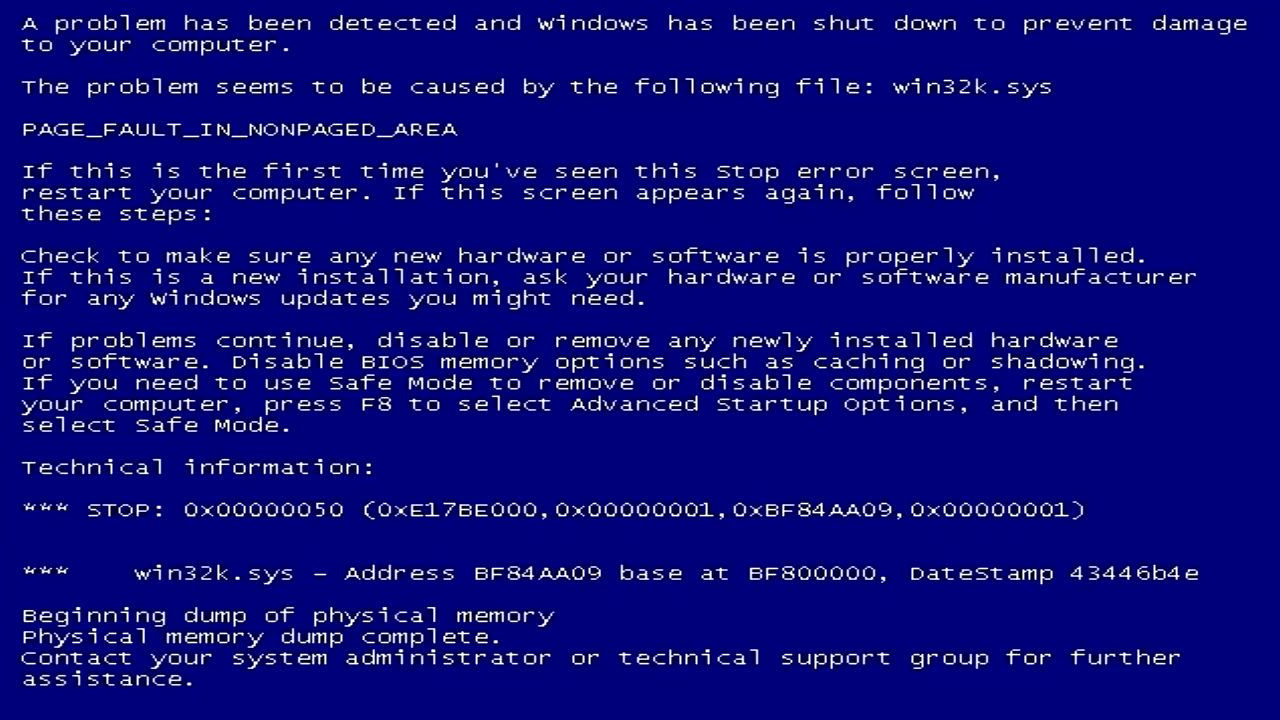 A problem has been detected and Windows has been shut down to prevent damage
to your computer.
The problem seems to be caused by the following file: win32k.sys
PAGE_FAULT_IN_NONPAGED_AREA
If this is the first time you've seen this Stop error screen,
restart your computer. If this screen appears again, follow
these steps:
Check to make sure any new hardware or software is properly installed.
If this is a new installation, ask your hardware or software manufacturer
for any Windows updates you might need.
If problems continue, disable or remove any newly installed hardware
or software. Disable BIOS memory options such as caching or shadowing.
If you need to use Safe Mode to remove or disable components, restart
your computer, press F8 to select Advanced Startup Options, and then
select Safe Mode.
Technical information:
*** STOP: 0x00000050 (0xE17BE000,0x00000001,0xBF84AA09,0x00000001)
***    win32k.sys – Address BF84AA09 base at BF800000, DateStamp 43446b4e
Beginning dump of physical memory
Physical memory dump complete.
Contact your system administrator or technical support group for further
assistance.